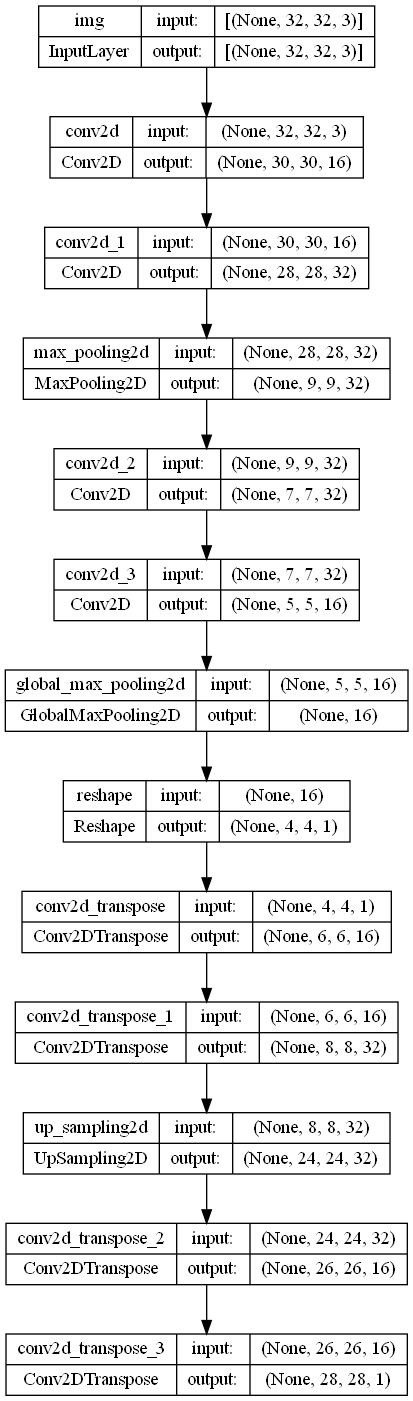 img input: [(None, 32, 32, 3)]
InputLayer output: [(None, 32, 32, 3)]
conv2d input: (None, 32, 32, 3)
Conv2D output: (None, 30, 30, 16)
conv2d_1 input: (None, 30, 30, 16)
Conv2D output: (None, 28, 28, 32)
max_pooling2d input: (None, 28, 28, 32)
MaxPooling2D output: (None, 9, 9, 32)
conv2d_2 input: (None, 9, 9, 32)
Conv2D output: (None, 7, 7, 32)
conv2d_3 input: (None, 7, 7, 32)
Conv2D output: (None, 5, 5, 16)
global_max_pooling2d input: (None, 5, 5, 16)
GlobalMaxPooling2D output: (None, 16)
reshape input: (None, 16)
Reshape output: (None, 4, 4, 1)
conv2d_transpose input: (None, 4, 4, 1)
Conv2DTranspose output: (None, 6, 6, 16)
conv2d_transpose_1 input: (None, 6, 6, 16)
Conv2DTranspose output: (None, 8, 8, 32)
up_sampling2d input: (None, 8, 8, 32)
UpSampling2D output: (None, 24, 24, 32)
conv2d_transpose_2 input: (None, 24, 24, 32)
Conv2DTranspose output: (None, 26, 26, 16)
conv2d_transpose_3 input: (None, 26, 26, 16)
Conv2DTranspose output: (None, 28, 28, 1)